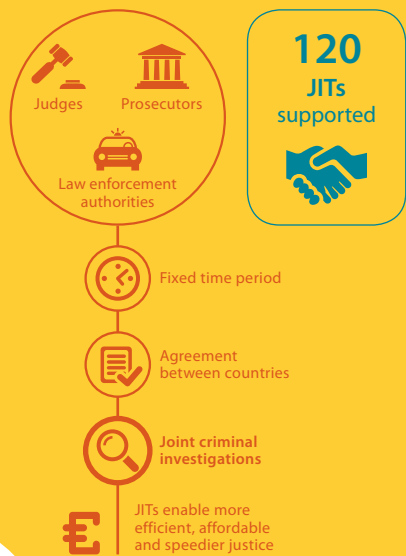 Judges
Prosecutors
Law enforcement
authorities
120
JITs
supported
Fixed time period
Agreement
between countries
Joint criminal
investigations
JITs enable more
efficient, affordable
and speedier justice